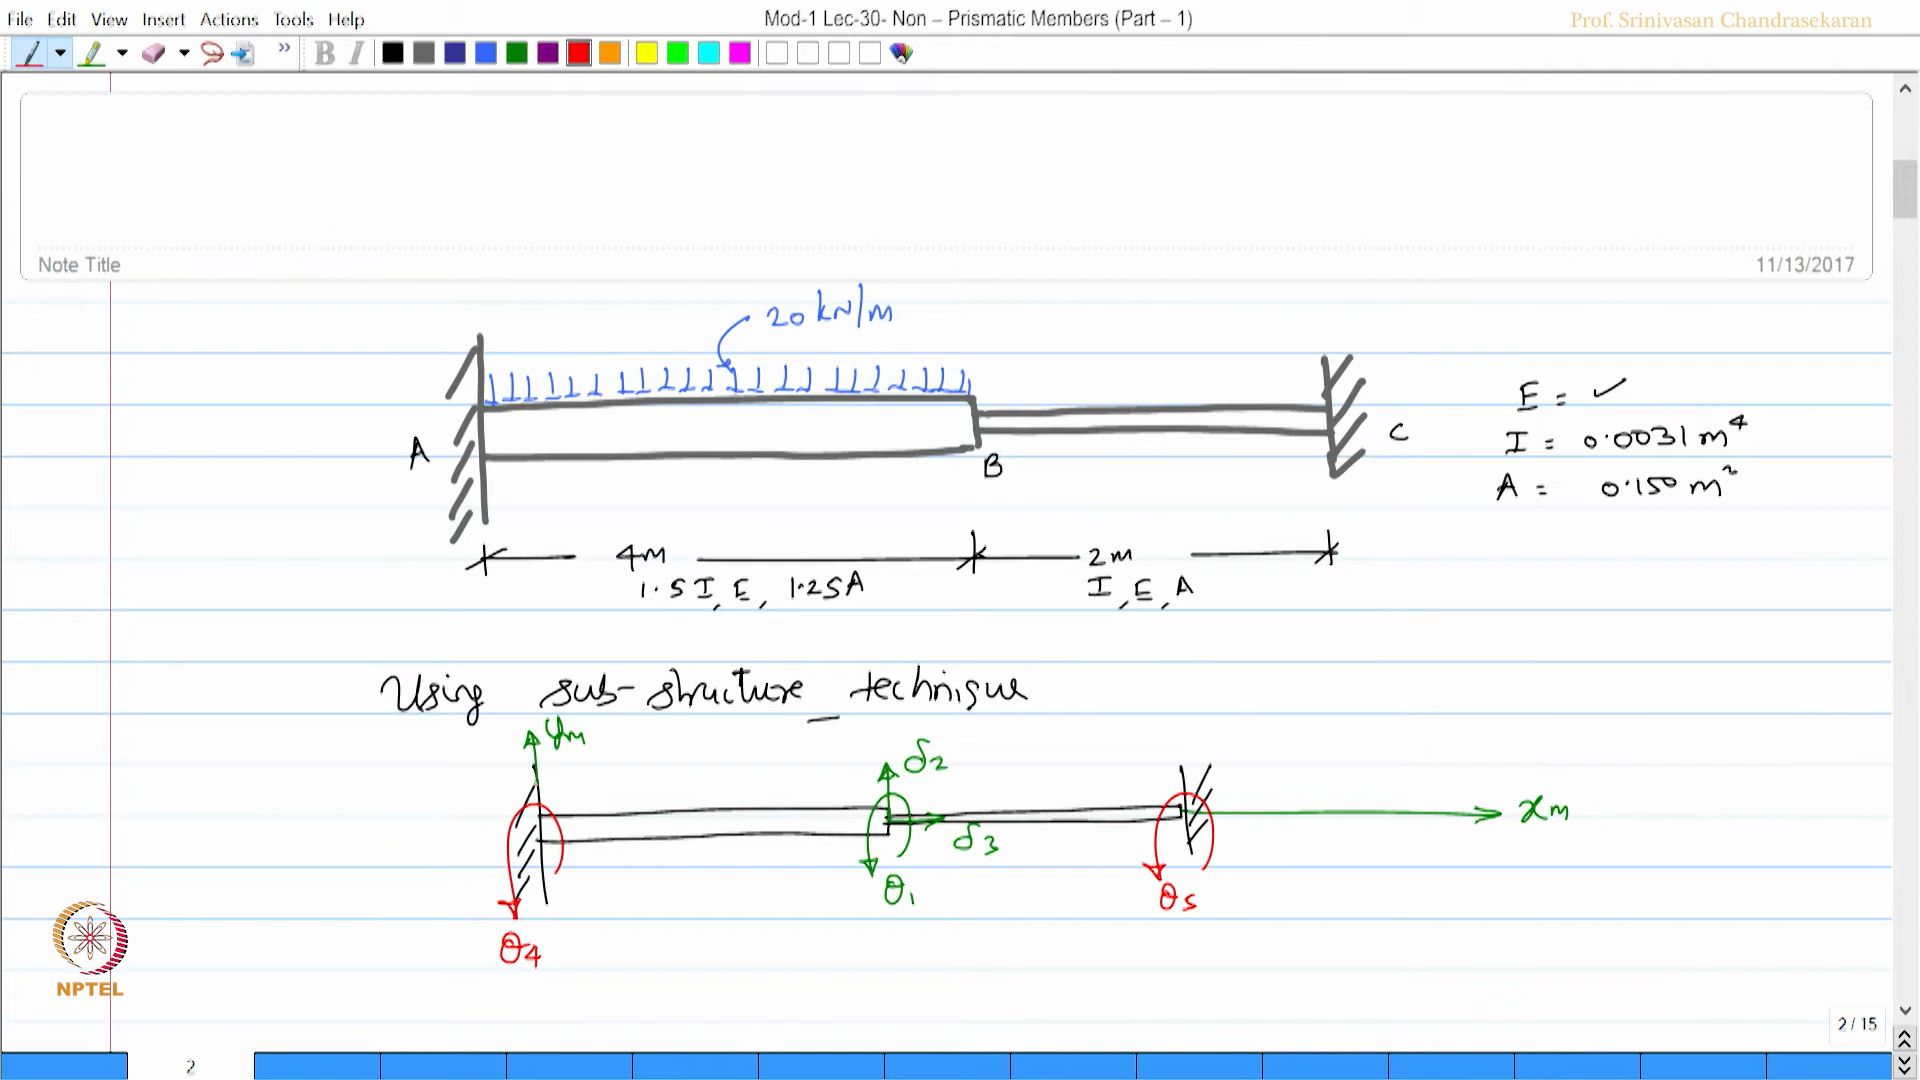 File Edit View Insert Actions Tools Help
Mod-1 Lec-30- Non – Prismatic Members (Part – 1)
Prof. Srinivasan Chandrasekaran
B I
Note Title
11/13/2017
20 kN/m
A
B
C
E = ✓
I = 0.0031 m⁴
A = 0.150 m²
4m
2m
1.5 I, E, 1.25A
I, E, A
Using sub-structure technique
ym
δ2
δ3
xm
θ1
θ5
θ4
NPTEL
2 / 15
2